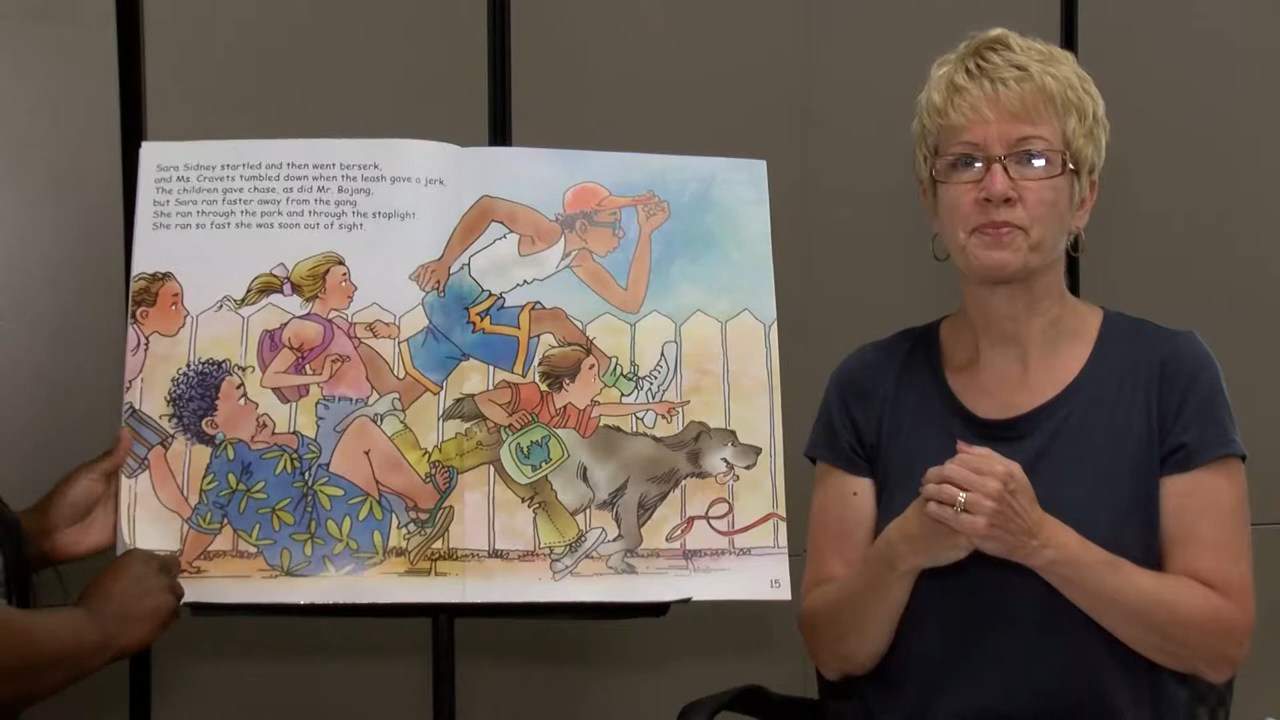 Sara Sidney startled and then went berserk,
and Ms. Cravets tumbled down when the leash gave a jerk.
The children gave chase, as did Mr. Bojang,
but Sara ran faster away from the gang.
She ran through the park and through the stoplight.
She ran so fast she was soon out of sight.
15